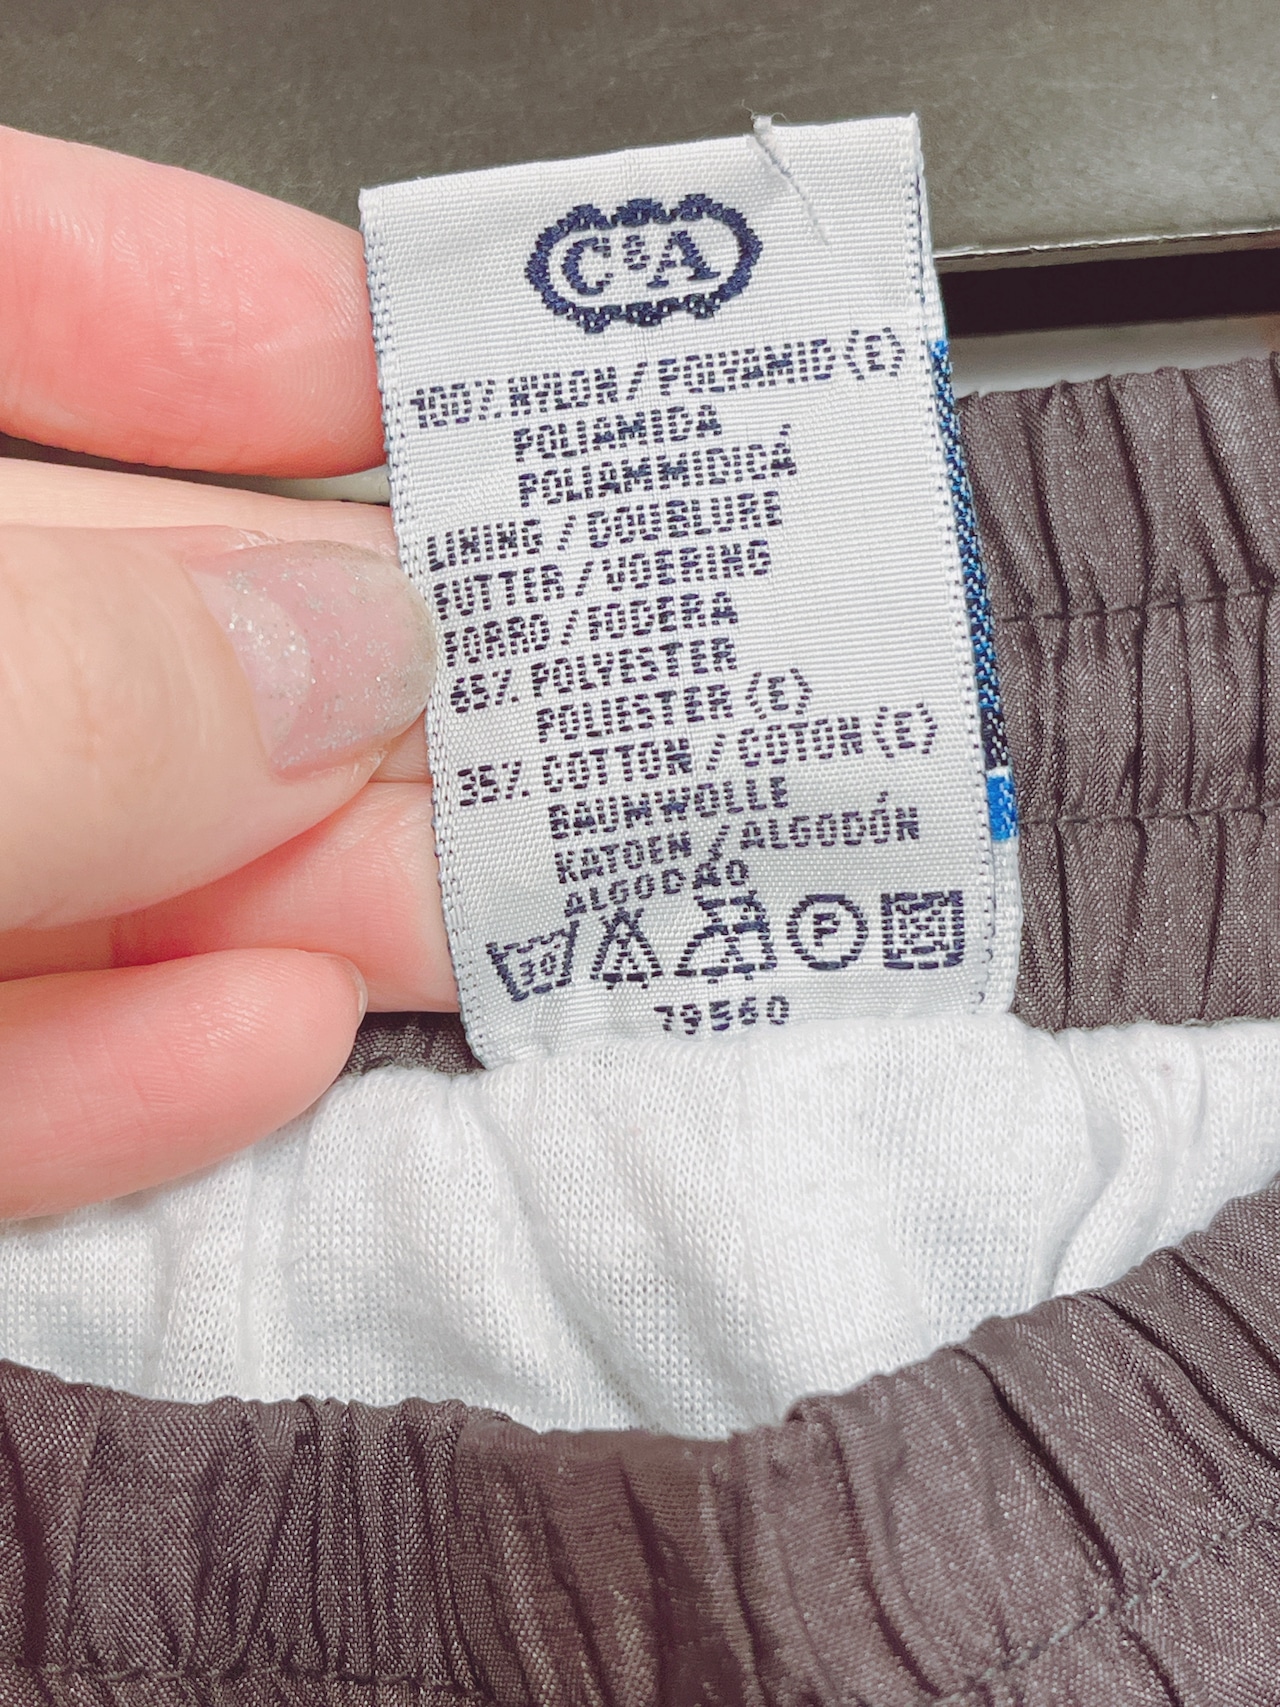 C&A
100% NYLON / POLYAMID (E)
POLIAMIDA
POLIAMMIDICA´
LINING / DOUBLURE
FUTTER / VOERING
FORRO / FODERA
65% POLYESTER
POLIESTER (E)
35% COTTON / COTON (E)
BAUMWOLLE
KATOEN / ALGODÓN
ALGODAO
30 P
79560